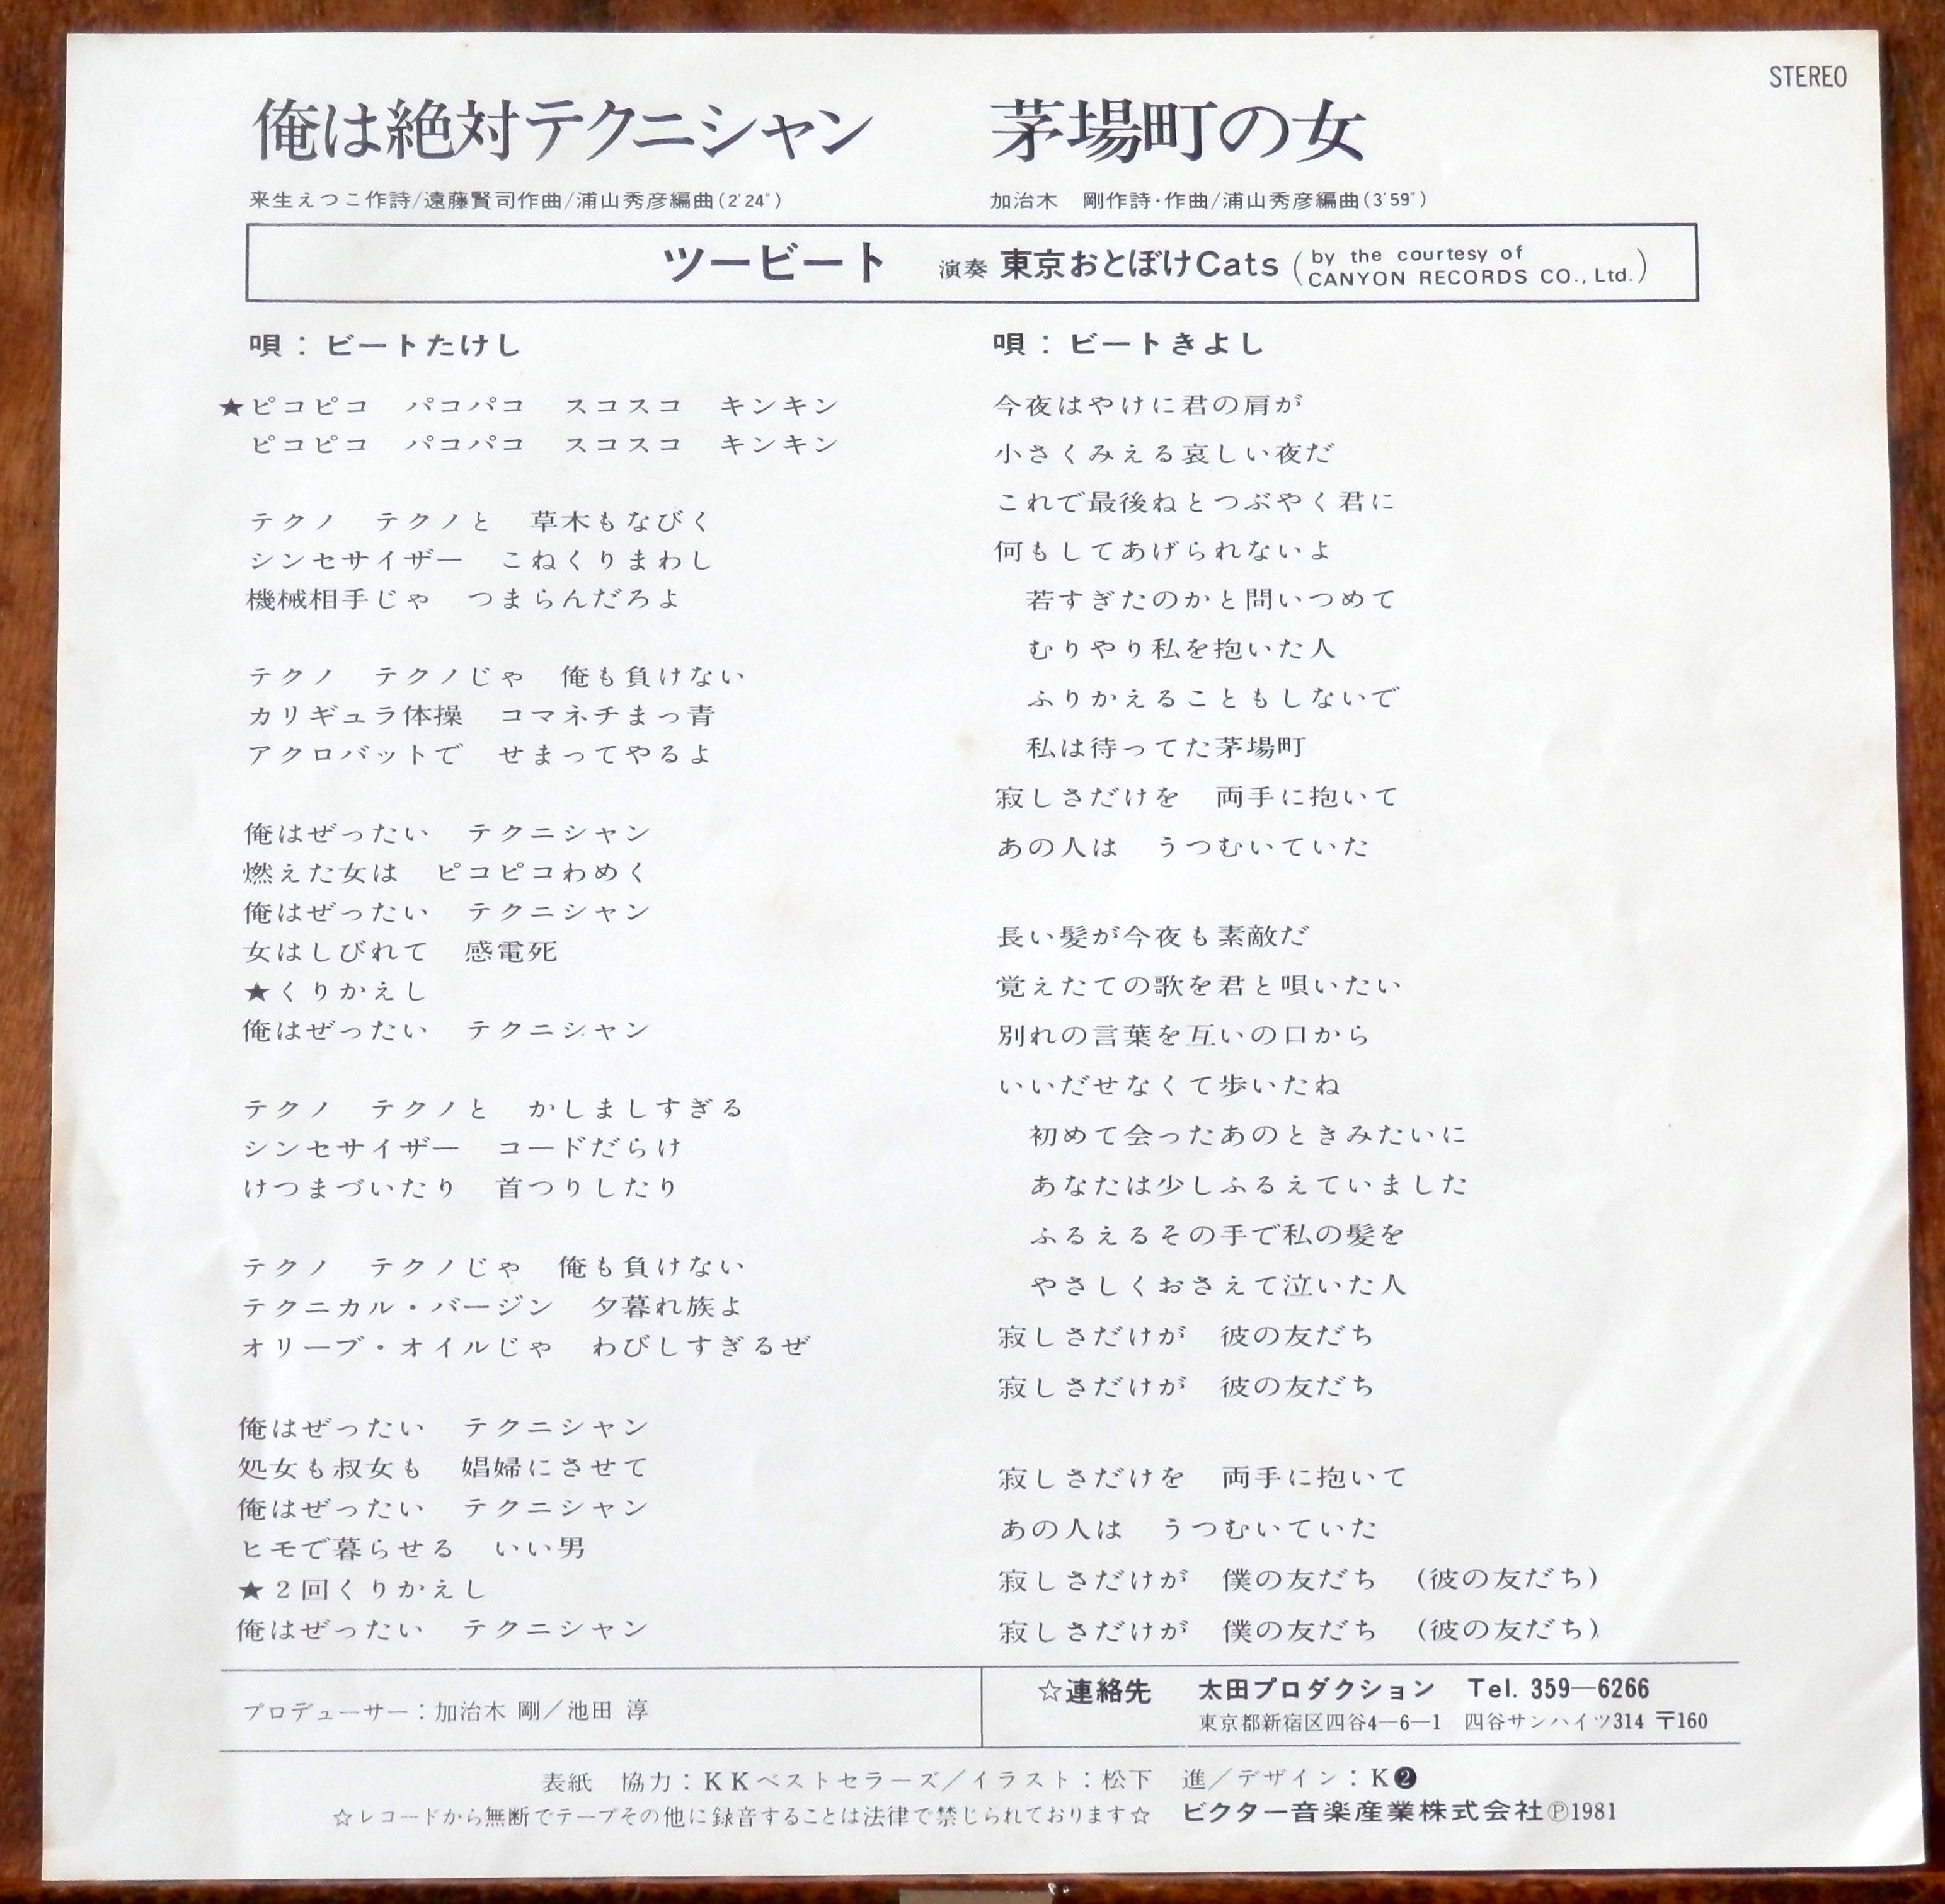 STEREO
俺は絶対テクニシャン
来生えつこ作詩/遠藤賢司作曲/浦山秀彦編曲(2′24″)
茅場町の女
加治木　剛作詩・作曲/浦山秀彦編曲(3′59″)
ツービート　演奏 東京おとぼけCats (by the courtesy of
CANYON RECORDS CO., Ltd.)
唄：ビートたけし
★ピコピコ　パコパコ　スコスコ　キンキン
ピコピコ　パコパコ　スコスコ　キンキン
テクノ　テクノと　草木もなびく
シンセサイザー　こねくりまわし
機械相手じゃ　つまらんだろよ
テクノ　テクノじゃ　俺も負けない
カリギュラ体操　コマネチまっ青
アクロバットで　せまってやるよ
俺はぜったい　テクニシャン
燃えた女は　ピコピコわめく
俺はぜったい　テクニシャン
女はしびれて　感電死
★くりかえし
俺はぜったい　テクニシャン
テクノ　テクノと　かしましすぎる
シンセサイザー　コードだらけ
けつまづいたり　首つりしたり
テクノ　テクノじゃ　俺も負けない
テクニカル・バージン　夕暮れ族よ
オリーブ・オイルじゃ　わびしすぎるぜ
俺はぜったい　テクニシャン
処女も叔女も　娼婦にさせて
俺はぜったい　テクニシャン
ヒモで暮らせる　いい男
★2回くりかえし
俺はぜったい　テクニシャン
唄：ビートきよし
今夜はやけに君の肩が
小さくみえる哀しい夜だ
これで最後ねとつぶやく君に
何もしてあげられないよ
若すぎたのかと問いつめて
むりやり私を抱いた人
ふりかえることもしないで
私は待ってた茅場町
寂しさだけを　両手に抱いて
あの人は　うつむいていた
長い髪が今夜も素敵だ
覚えたての歌を君と唄いたい
別れの言葉を互いの口から
いいだせなくて歩いたね
初めて会ったあのときみたいに
あなたは少しふるえていました
ふるえるその手で私の髪を
やさしくおさえて泣いた人
寂しさだけが　彼の友だち
寂しさだけが　彼の友だち
寂しさだけを　両手に抱いて
あの人は　うつむいていた
寂しさだけが　僕の友だち　(彼の友だち)
寂しさだけが　僕の友だち　(彼の友だち)
プロデューサー：加治木 剛／池田 淳
☆連絡先　太田プロダクション　Tel. 359―6266
東京都新宿区四谷4―6―1　四谷サンハイツ314 〒160
表紙　協力：KKベストセラーズ／イラスト：松下　進／デザイン：K❷
☆レコードから無断でテープその他に録音することは法律で禁じられております☆　ビクター音楽産業株式会社Ⓟ1981